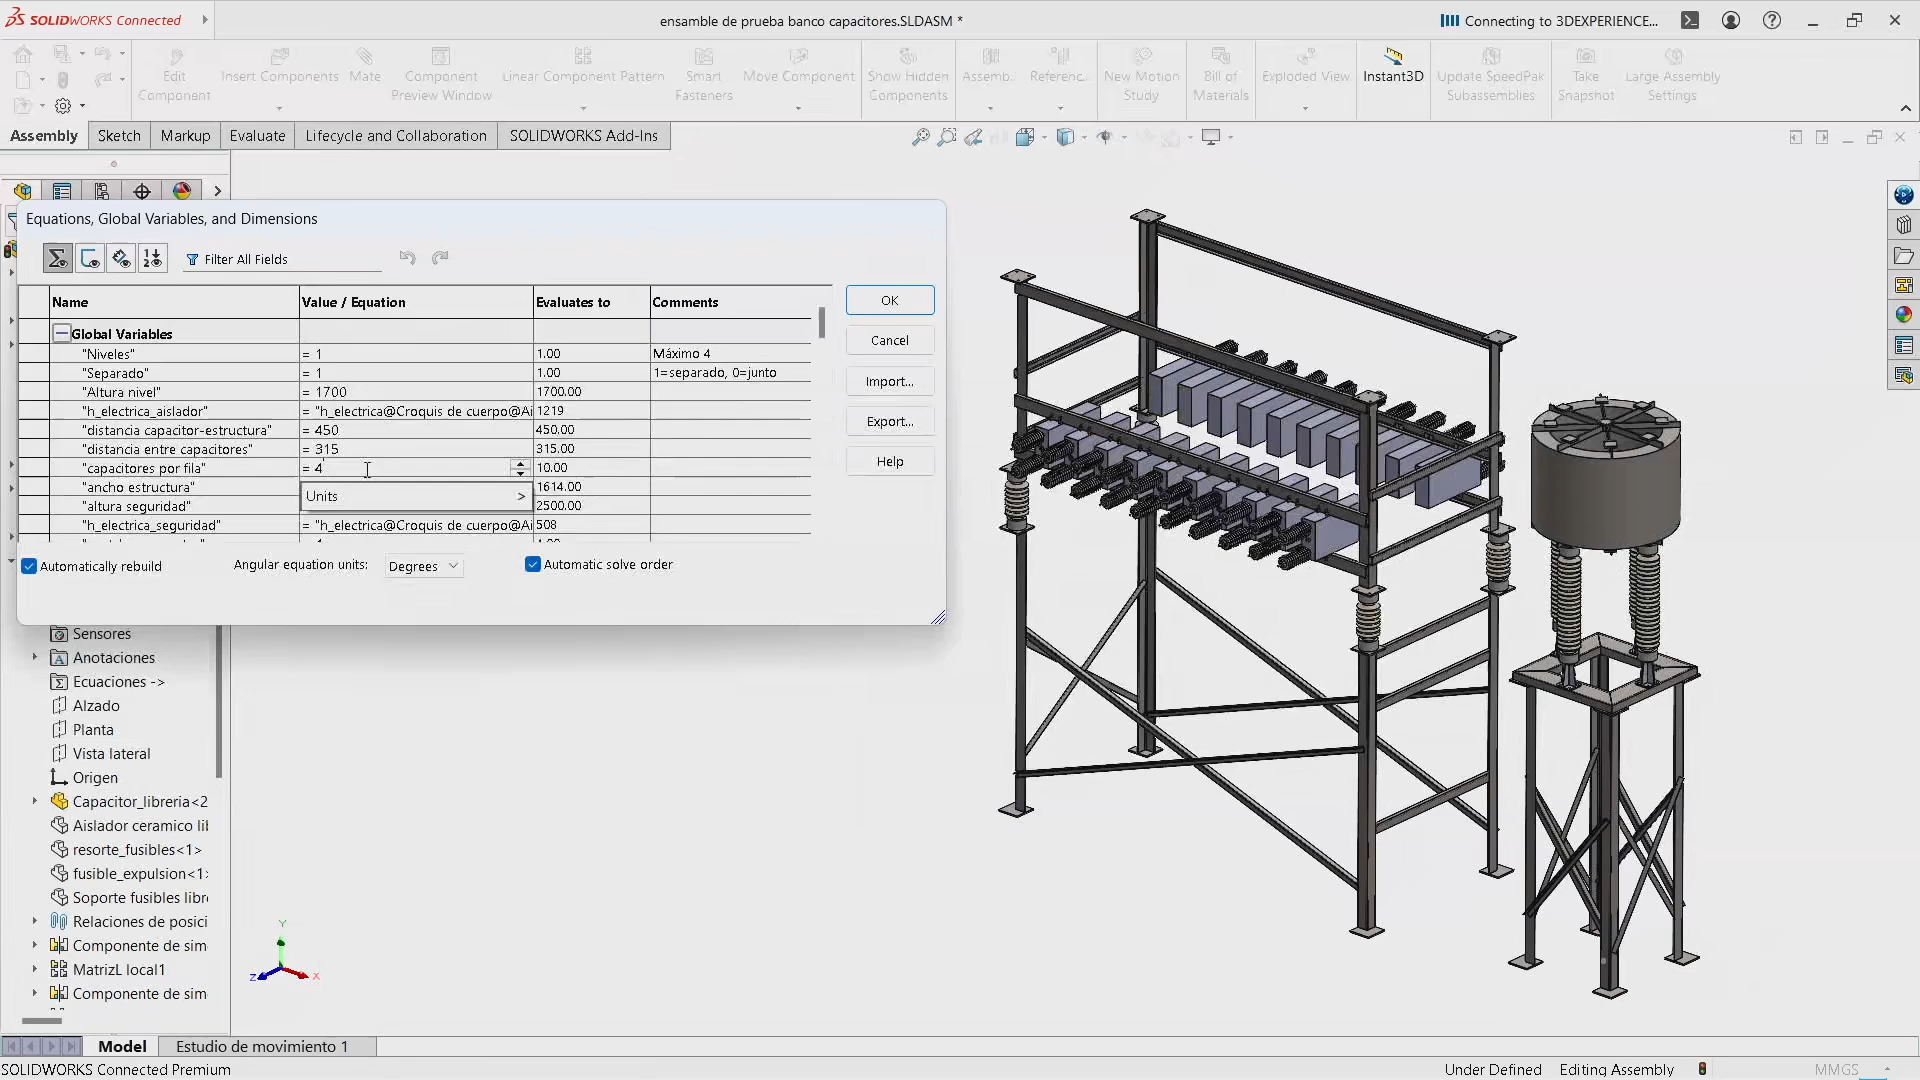 SOLIDWORKS Connected
ensamble de prueba banco capacitores.SLDASM *
Connecting to 3DEXPERIENCE...
Edit Component
Insert Components
Mate
Component Preview Window
Linear Component Pattern
Smart Fasteners
Move Component
Show Hidden Components
Assemb.
Referenc...
New Motion Study
Bill of Materials
Exploded View
Instant3D
Update SpeedPak Subassemblies
Take Snapshot
Large Assembly Settings
Assembly
Sketch
Markup
Evaluate
Lifecycle and Collaboration
SOLIDWORKS Add-Ins
Equations, Global Variables, and Dimensions
Filter All Fields
Name Value / Equation Evaluates to Comments
Global Variables
"Niveles" = 1 1.00 Máximo 4
"Separado" = 1 1.00 1=separado, 0=junto
"Altura nivel" = 1700 1700.00
"h_electrica_aislador" = "h_electrica@Croquis de cuerpo@Ai 1219
"distancia capacitor-estructura" = 450 450.00
"distancia entre capacitores" = 315 315.00
"capacitores por fila" = 4 10.00
"ancho estructura" 1614.00
Units >
"altura seguridad" 2500.00
"h_electrica_seguridad" = "h_electrica@Croquis de cuerpo@Ai 508
OK
Cancel
Import...
Export...
Help
Automatically rebuild
Angular equation units:
Degrees
Automatic solve order
Sensores
Anotaciones
Ecuaciones ->
Alzado
Planta
Vista lateral
Origen
Capacitor_libreria<2
Aislador ceramico lil
resorte_fusibles<1>
fusible_expulsion<1>
Soporte fusibles libre
Relaciones de posici
Componente de sim
MatrizL local1
Componente de sim
Y
Z
X
Model
Estudio de movimiento 1
SOLIDWORKS Connected Premium
Under Defined
Editing Assembly
MMGS